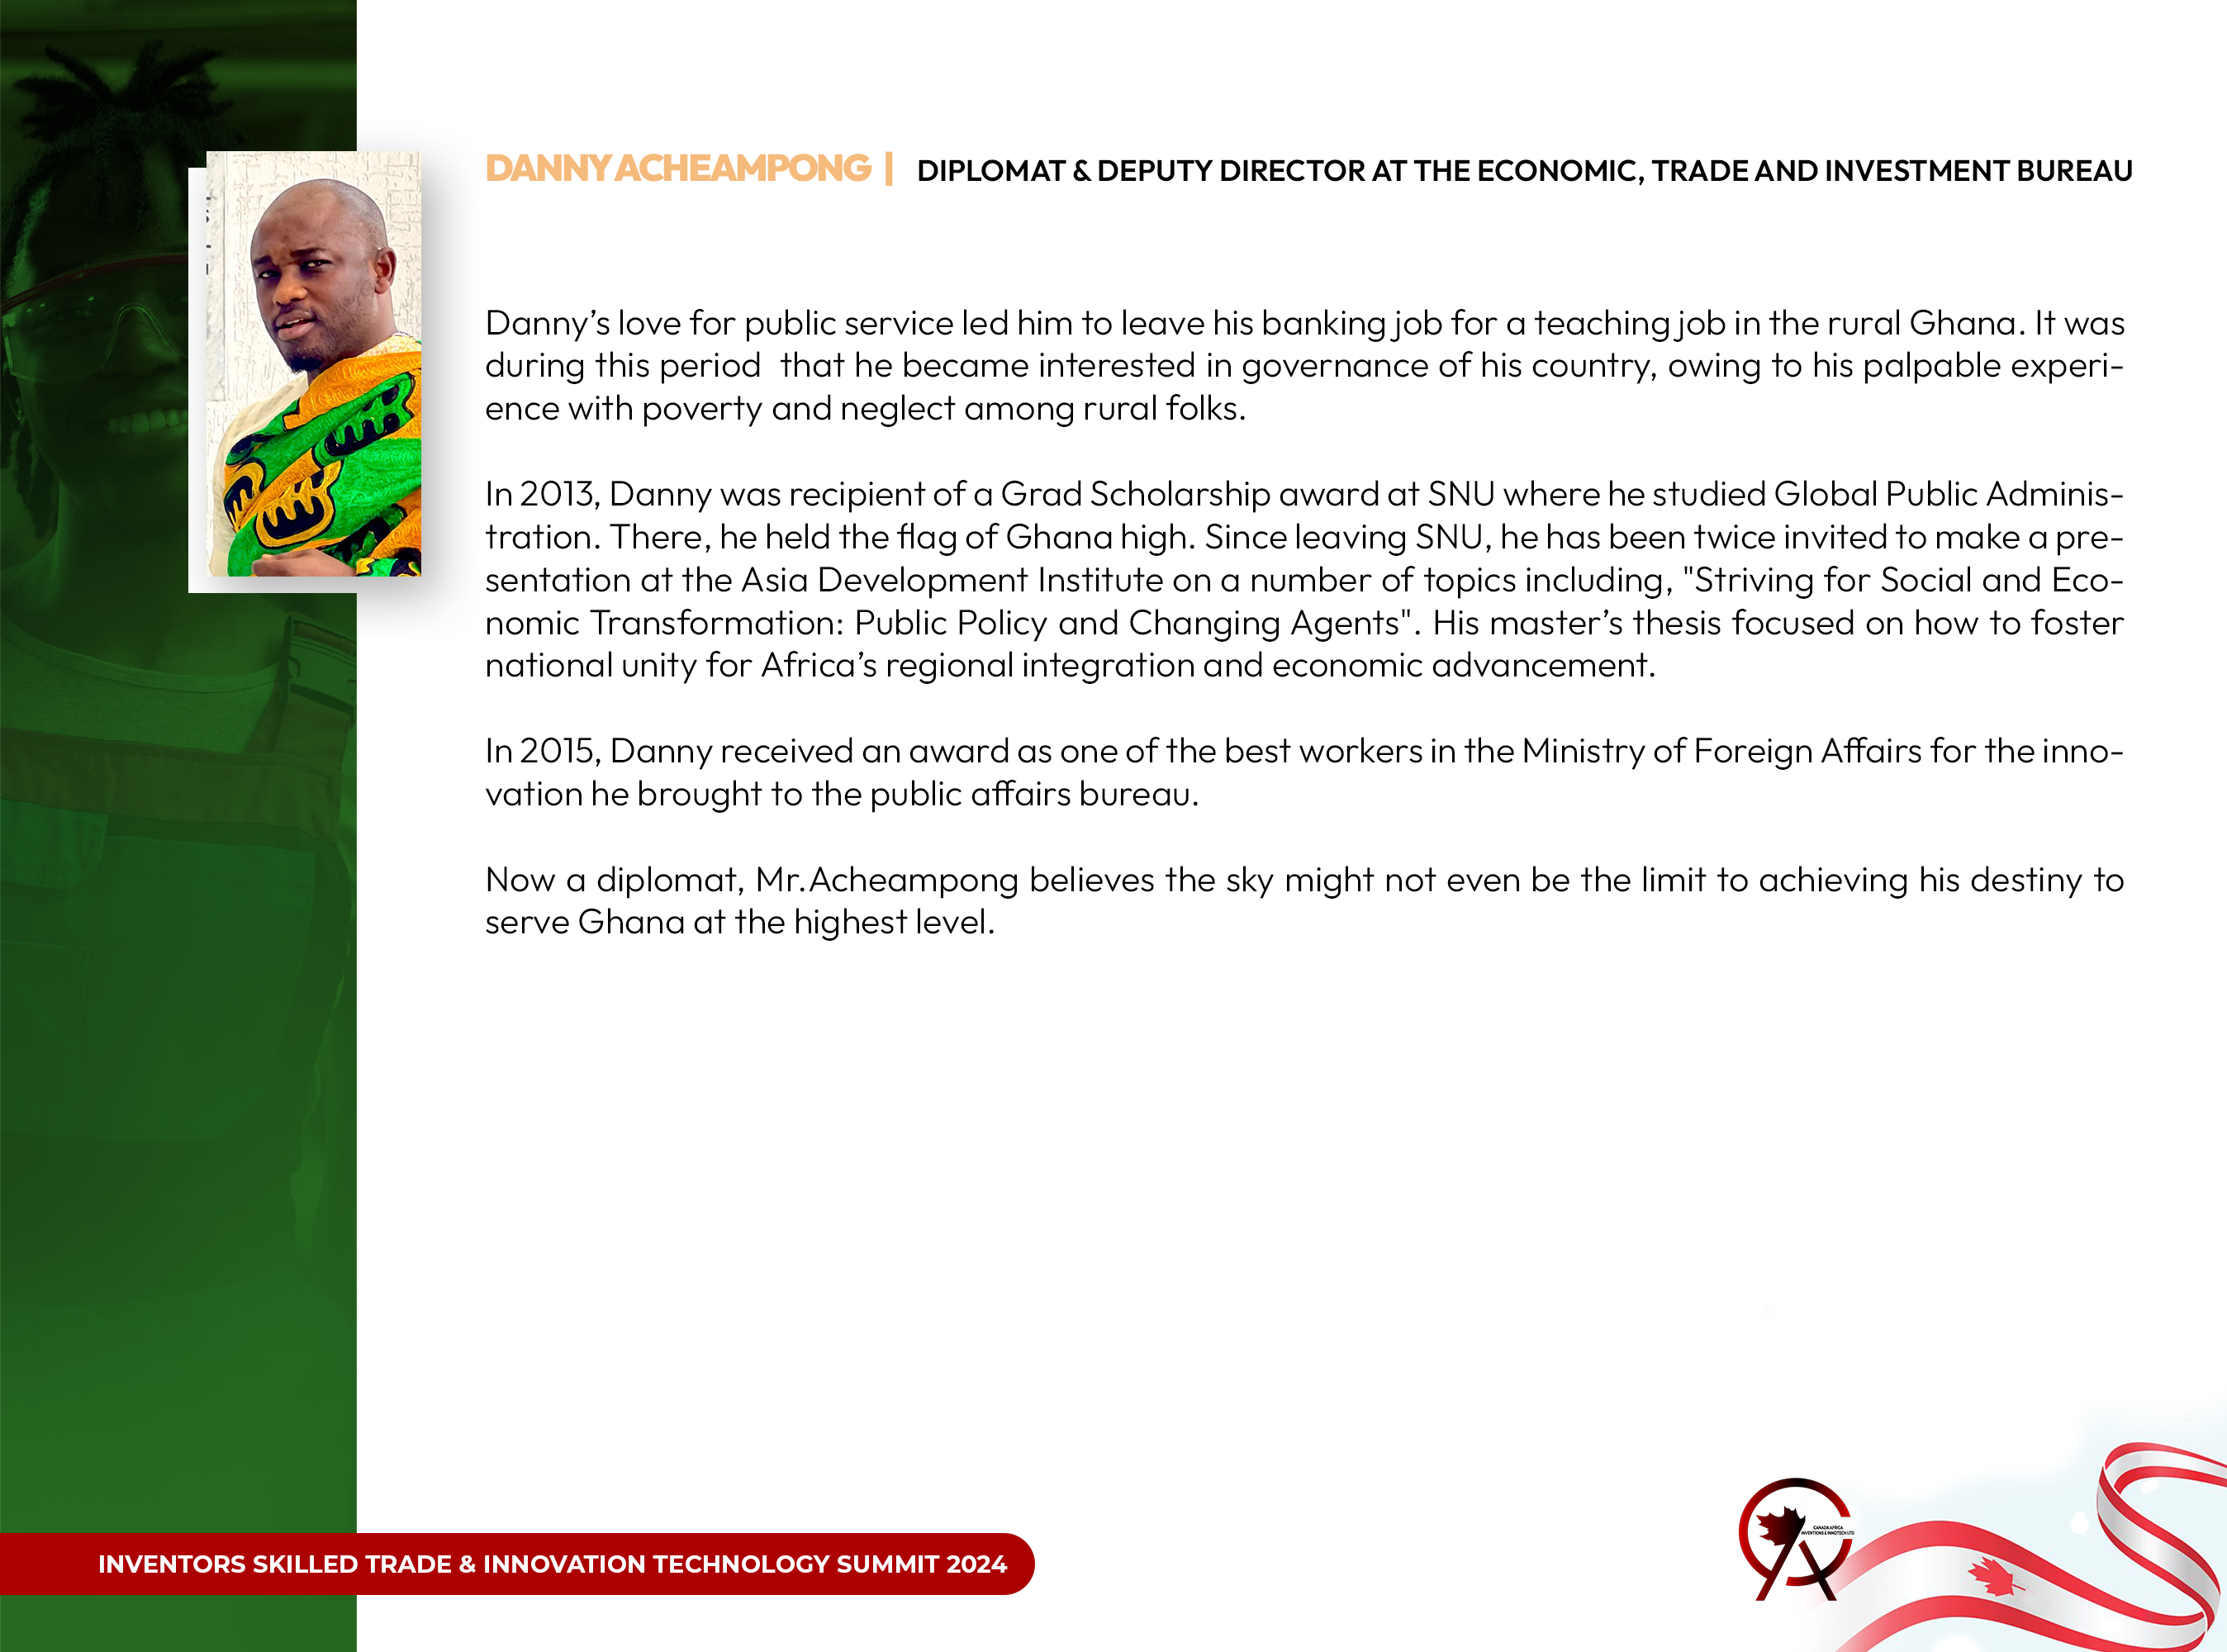 DANNY ACHEAMPONG | DIPLOMAT & DEPUTY DIRECTOR AT THE ECONOMIC, TRADE AND INVESTMENT BUREAU
Danny’s love for public service led him to leave his banking job for a teaching job in the rural Ghana. It was
during this period  that he became interested in governance of his country, owing to his palpable experi-
ence with poverty and neglect among rural folks.
In 2013, Danny was recipient of a Grad Scholarship award at SNU where he studied Global Public Adminis-
tration. There, he held the flag of Ghana high. Since leaving SNU, he has been twice invited to make a pre-
sentation at the Asia Development Institute on a number of topics including, "Striving for Social and Eco-
nomic Transformation: Public Policy and Changing Agents". His master’s thesis focused on how to foster
national unity for Africa’s regional integration and economic advancement.
In 2015, Danny received an award as one of the best workers in the Ministry of Foreign Affairs for the inno-
vation he brought to the public affairs bureau.
Now a diplomat, Mr.Acheampong believes the sky might not even be the limit to achieving his destiny to
serve Ghana at the highest level.
CANADA AFRICA
INVENTIONS & INNOTECH LTD
INVENTORS SKILLED TRADE & INNOVATION TECHNOLOGY SUMMIT 2024